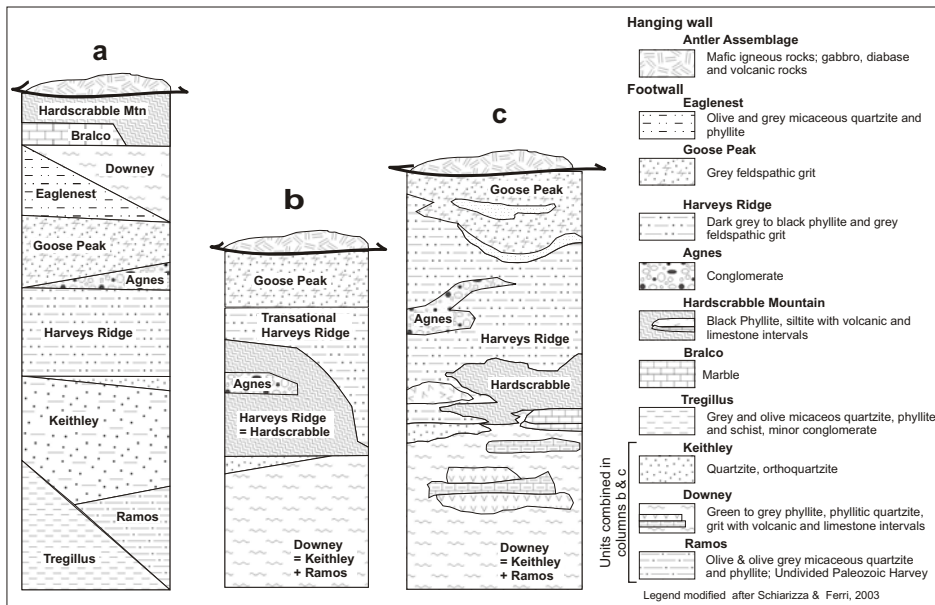 a
Hardscrabble Mtn
Bralco
Downey
Eaglenest
Goose Peak
Agnes
Harveys Ridge
Keithley
Ramos
Tregillus
b
Goose Peak
Transational
Harveys Ridge
Agnes
Harveys Ridge
= Hardscrabble
Downey
= Keithley
+ Ramos
c
Goose Peak
Agnes
Harveys Ridge
Hardscrabble
Downey
= Keithley
+ Ramos
Hanging wall
Antler Assemblage
Mafic igneous rocks; gabbro, diabase
and volcanic rocks
Footwall
Eaglenest
Olive and grey micaceous quartzite and
phyllite
Goose Peak
Grey feldspathic grit
Harveys Ridge
Dark grey to black phyllite and grey
feldspathic grit
Agnes
Conglomerate
Hardscrabble Mountain
Black Phyllite, siltite with volcanic and
limestone intervals
Bralco
Marble
Tregillus
Grey and olive micaceos quartzite, phyllite
and schist, minor conglomerate
Units combined in
columns b & c
Keithley
Quartzite, orthoquartzite
Downey
Green to grey phyllite, phyllitic quartzite,
grit with volcanic and limestone intervals
Ramos
Olive & olive grey micaceous quartzite
and phyllite; Undivided Paleozoic Harvey
Legend modified after Schiarizza & Ferri, 2003